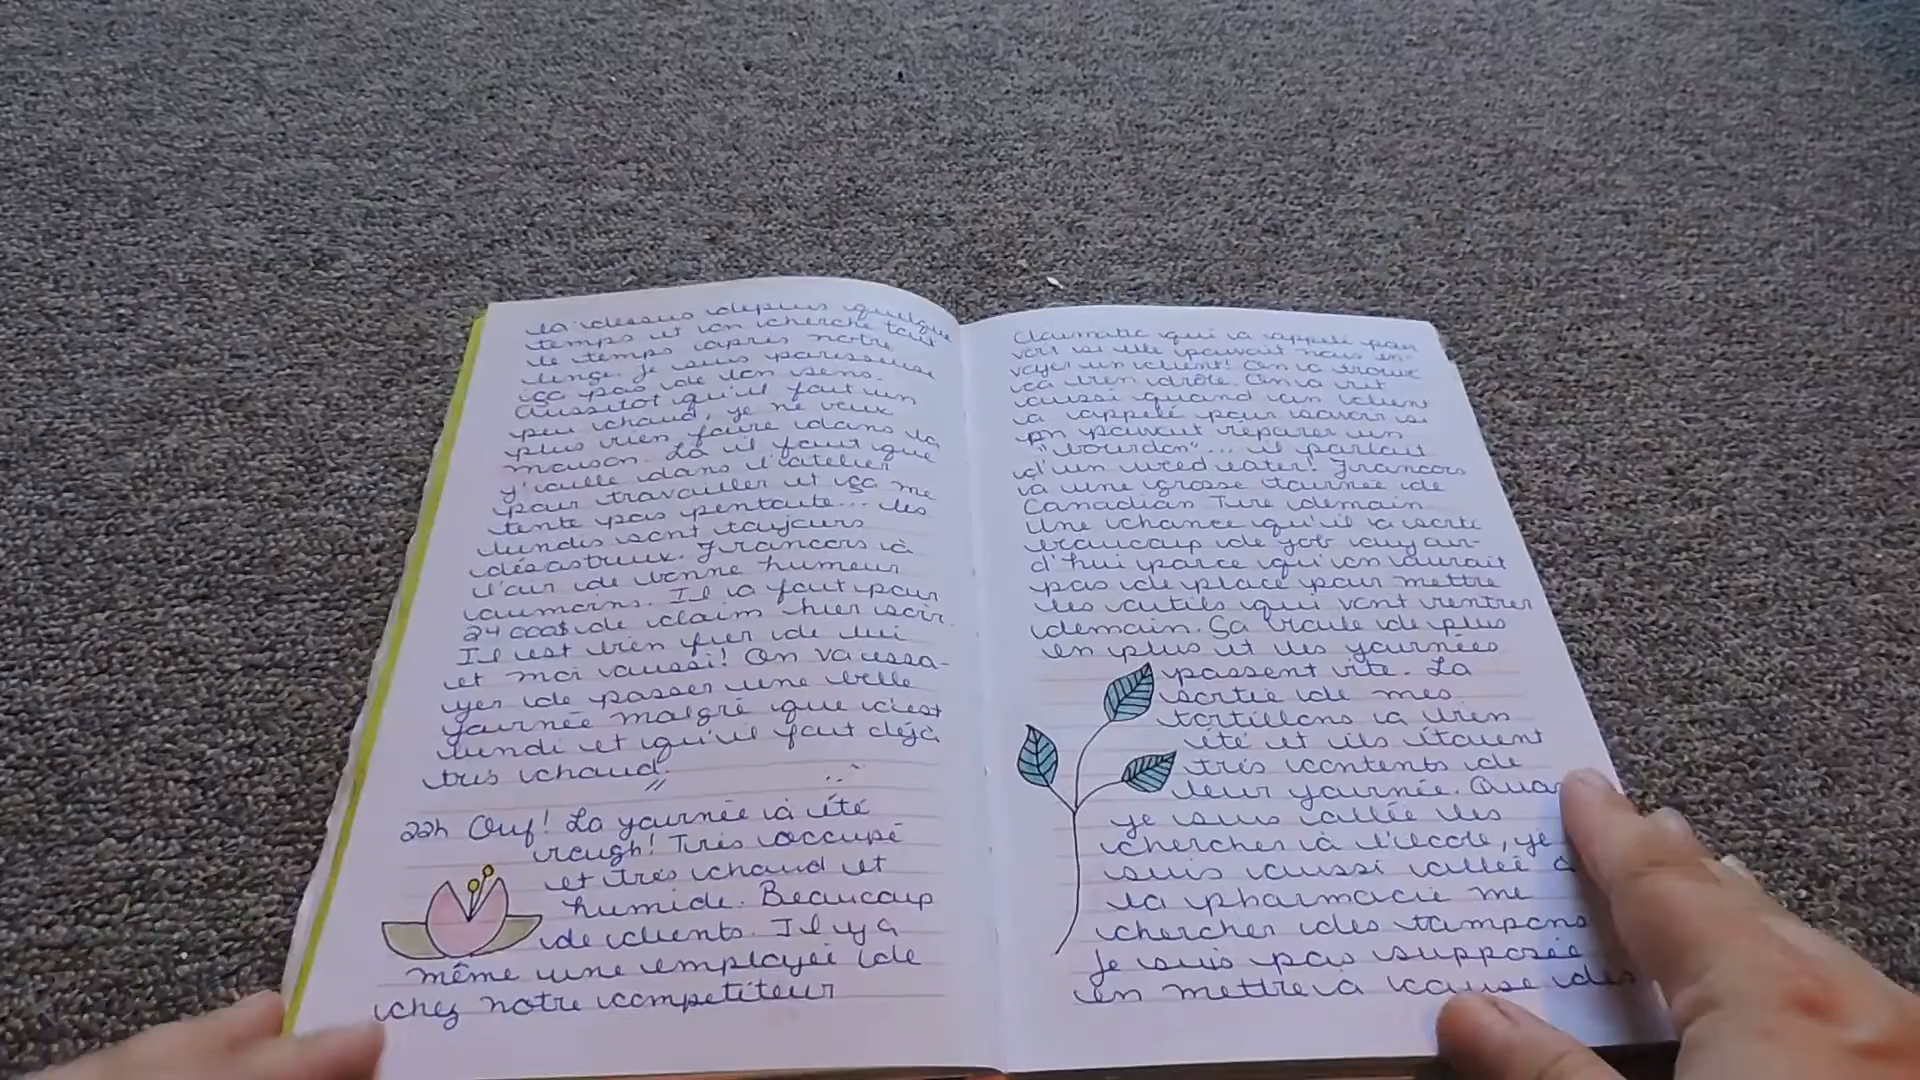 là-dessus depuis quelque
temps et on cherche tout
le temps après notre
linge. Je suis paresseuse
ça pas de bon sens.
Aussitôt qu'il fait un
peu chaud, je ne veux
plus rien faire dans la
maison. Là il faut que
j'aille dans l'atelier
pour travailler et ça me
tente pas pentoute... les
lundis sont toujours
désastreux. Francors à
l'air de bonne humeur
aumoins. Il a fait pour
24 000$ de claim hier soir.
Il est bien fier de lui
et moi aussi! On va essa-
yer de passer une belle
journée malgré que c'est
lundi et qu'il fait déjà
très chaud.
22h Ouf! La journée à été
rough! Très occupé
et très chaud et
humide. Beaucoup
de clients. Il y a
même une employée de
chez notre competiteur
qui a appelé pour
voir si elle pouvait nous en-
voyer un client! On a trouvé
ça bien drôle. On a rit
aussi quand un client
a appelé pour savoir si
on pouvait réparer un
"bourdon"... il parlait
d'un weed eater! Francors
a une grosse tournée de
Canadian Tire demain
Une chance qu'il a sorti
beaucoup de job aujour-
d'hui parce qu'on aurait
pas de place pour mettre
les outils qui vont rentrer
demain. Ça roule de plus
en plus et les journées
passent vite. La
sortie de mes
tortillons a bien
été et ils étaient
très contents de
leur journée. Quan
je suis allée les
chercher à l'école, je
suis aussi allée à
la pharmacie me
chercher des tampons
Je suis pas supposée
en mettre à cause des